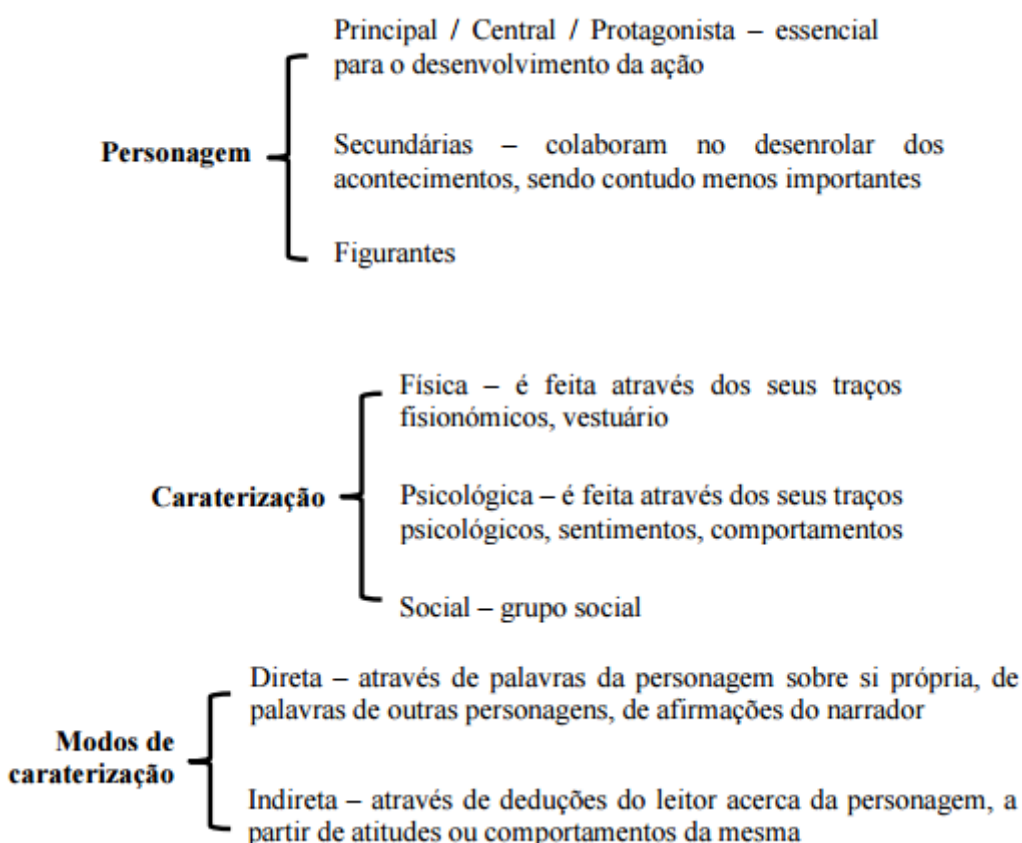 Principal / Central / Protagonista – essencial
para o desenvolvimento da ação
Personagem
Secundárias – colaboram no desenrolar dos
acontecimentos, sendo contudo menos importantes
Figurantes
Física – é feita através dos seus traços
fisionómicos, vestuário
Caraterização
Psicológica – é feita através dos seus traços
psicológicos, sentimentos, comportamentos
Social – grupo social
Direta – através de palavras da personagem sobre si própria, de
palavras de outras personagens, de afirmações do narrador
Modos de
caraterização
Indireta – através de deduções do leitor acerca da personagem, a
partir de atitudes ou comportamentos da mesma